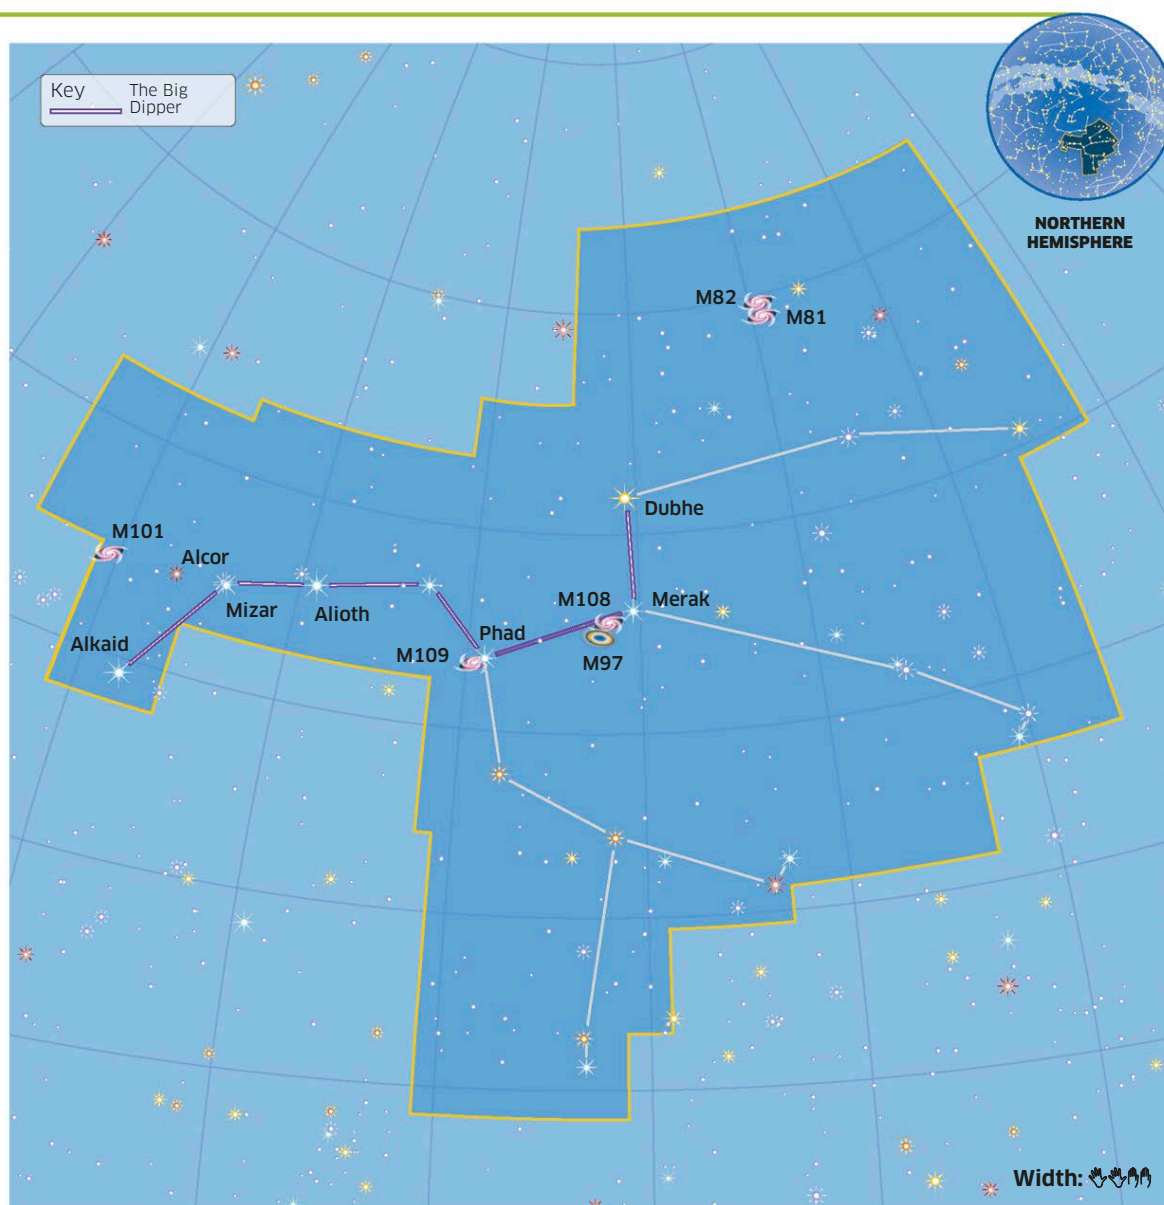 Key
The Big
Dipper
NORTHERN
HEMISPHERE
M82
M81
Dubhe
M101
Alcor
Mizar
Alioth
M108
Merak
Alkaid
Phad
M109
M97
Width: